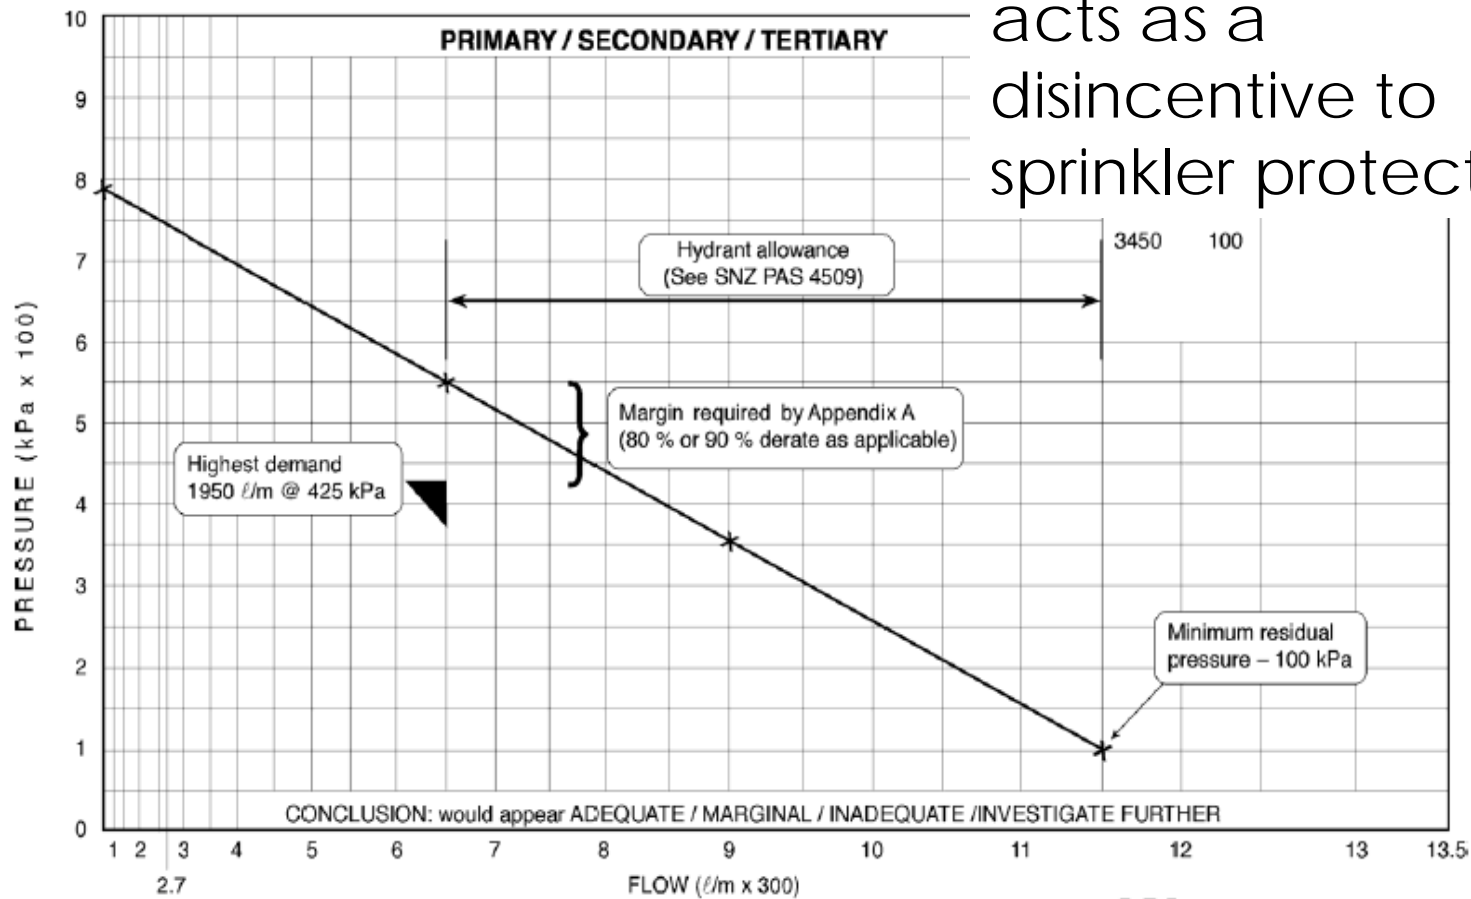 acts as a
disincentive to
sprinkler protect
PRIMARY / SECONDARY / TERTIARY
10
9
8
7
6
5
4
3
2
1
0
PRESSURE (kPa x 100)
Hydrant allowance
(See SNZ PAS 4509)
3450 100
Margin required by Appendix A
(80 % or 90 % derate as applicable)
Highest demand
1950 ℓ/m @ 425 kPa
Minimum residual
pressure – 100 kPa
CONCLUSION: would appear ADEQUATE / MARGINAL / INADEQUATE /INVESTIGATE FURTHER
1 2 3 4 5 6 7 8 9 10 11 12 13 13.5
2.7
FLOW (ℓ/m x 300)